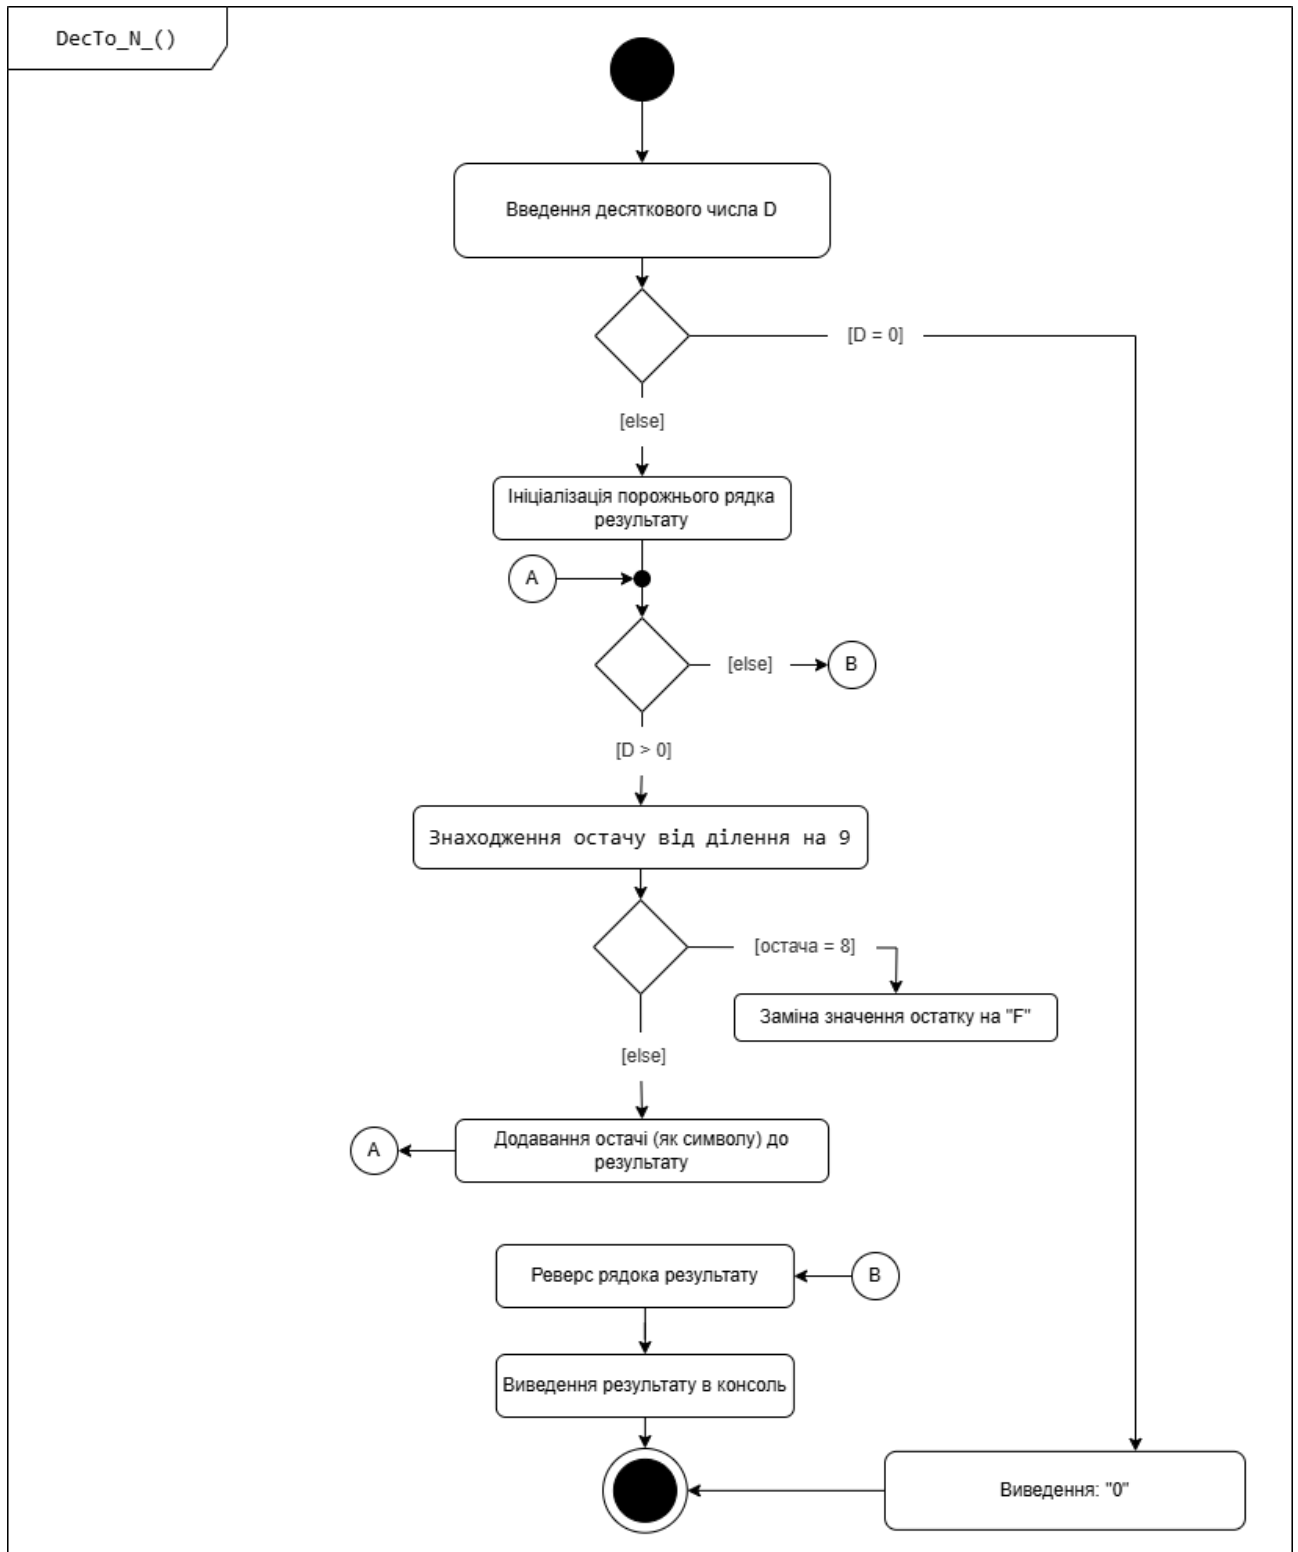 DecTo_N_()
Введення десяткового числа D
[D = 0]
[else]
Ініціалізація порожнього рядка
результату
A
[else]
B
[D > 0]
Знаходження остачу від ділення на 9
[остача = 8]
Заміна значення остатку на "F"
[else]
Додавання остачі (як символу) до
результату
A
Реверс рядока результату
B
Виведення результату в консоль
Виведення: "0"